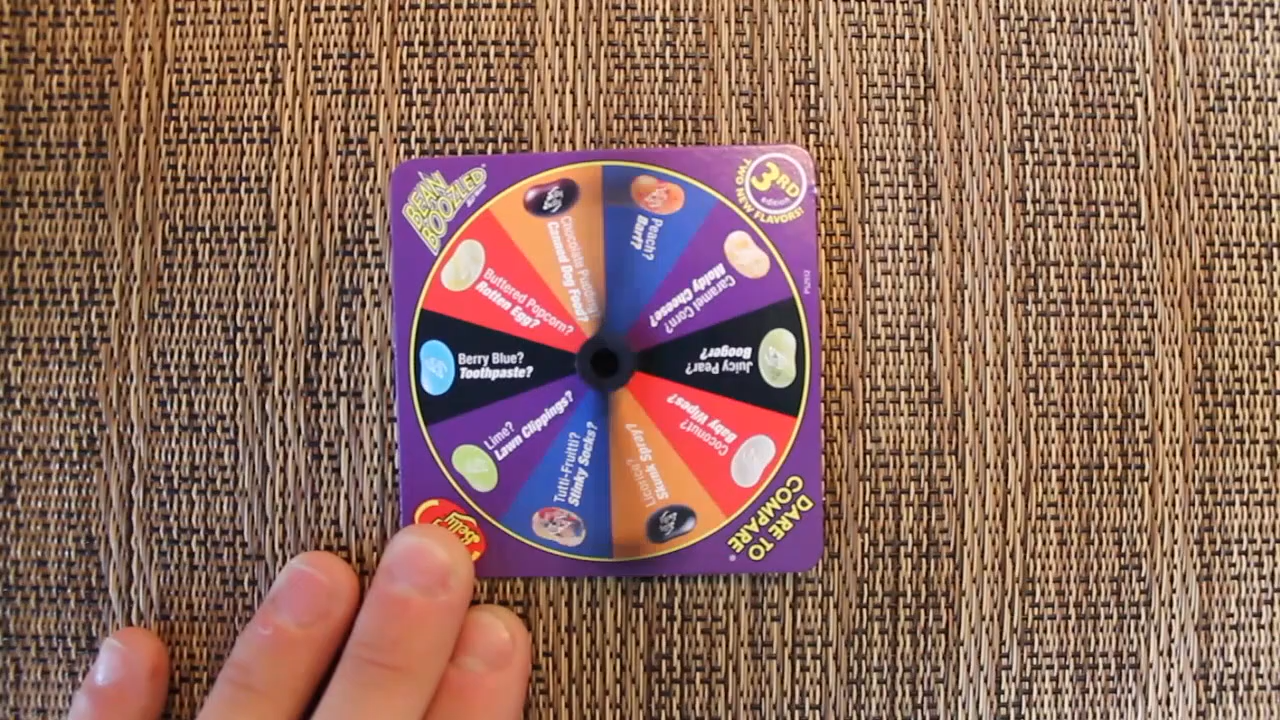 BEAN
BOOZLED
3RD
edition
TWO NEW FLAVORS!
Chocolate Pudding?
Canned Dog Food?
Peach?
Barf?
Caramel Corn?
Moldy Cheese?
Juicy Pear?
Booger?
Coconut?
Baby Wipes?
Licorice?
Skunk Spray?
Tutti-Fruitti?
Stinky Socks?
Lime?
Lawn Clippings?
Berry Blue?
Toothpaste?
Buttered Popcorn?
Rotten Egg?
DARE TO
COMPARE®
Belly